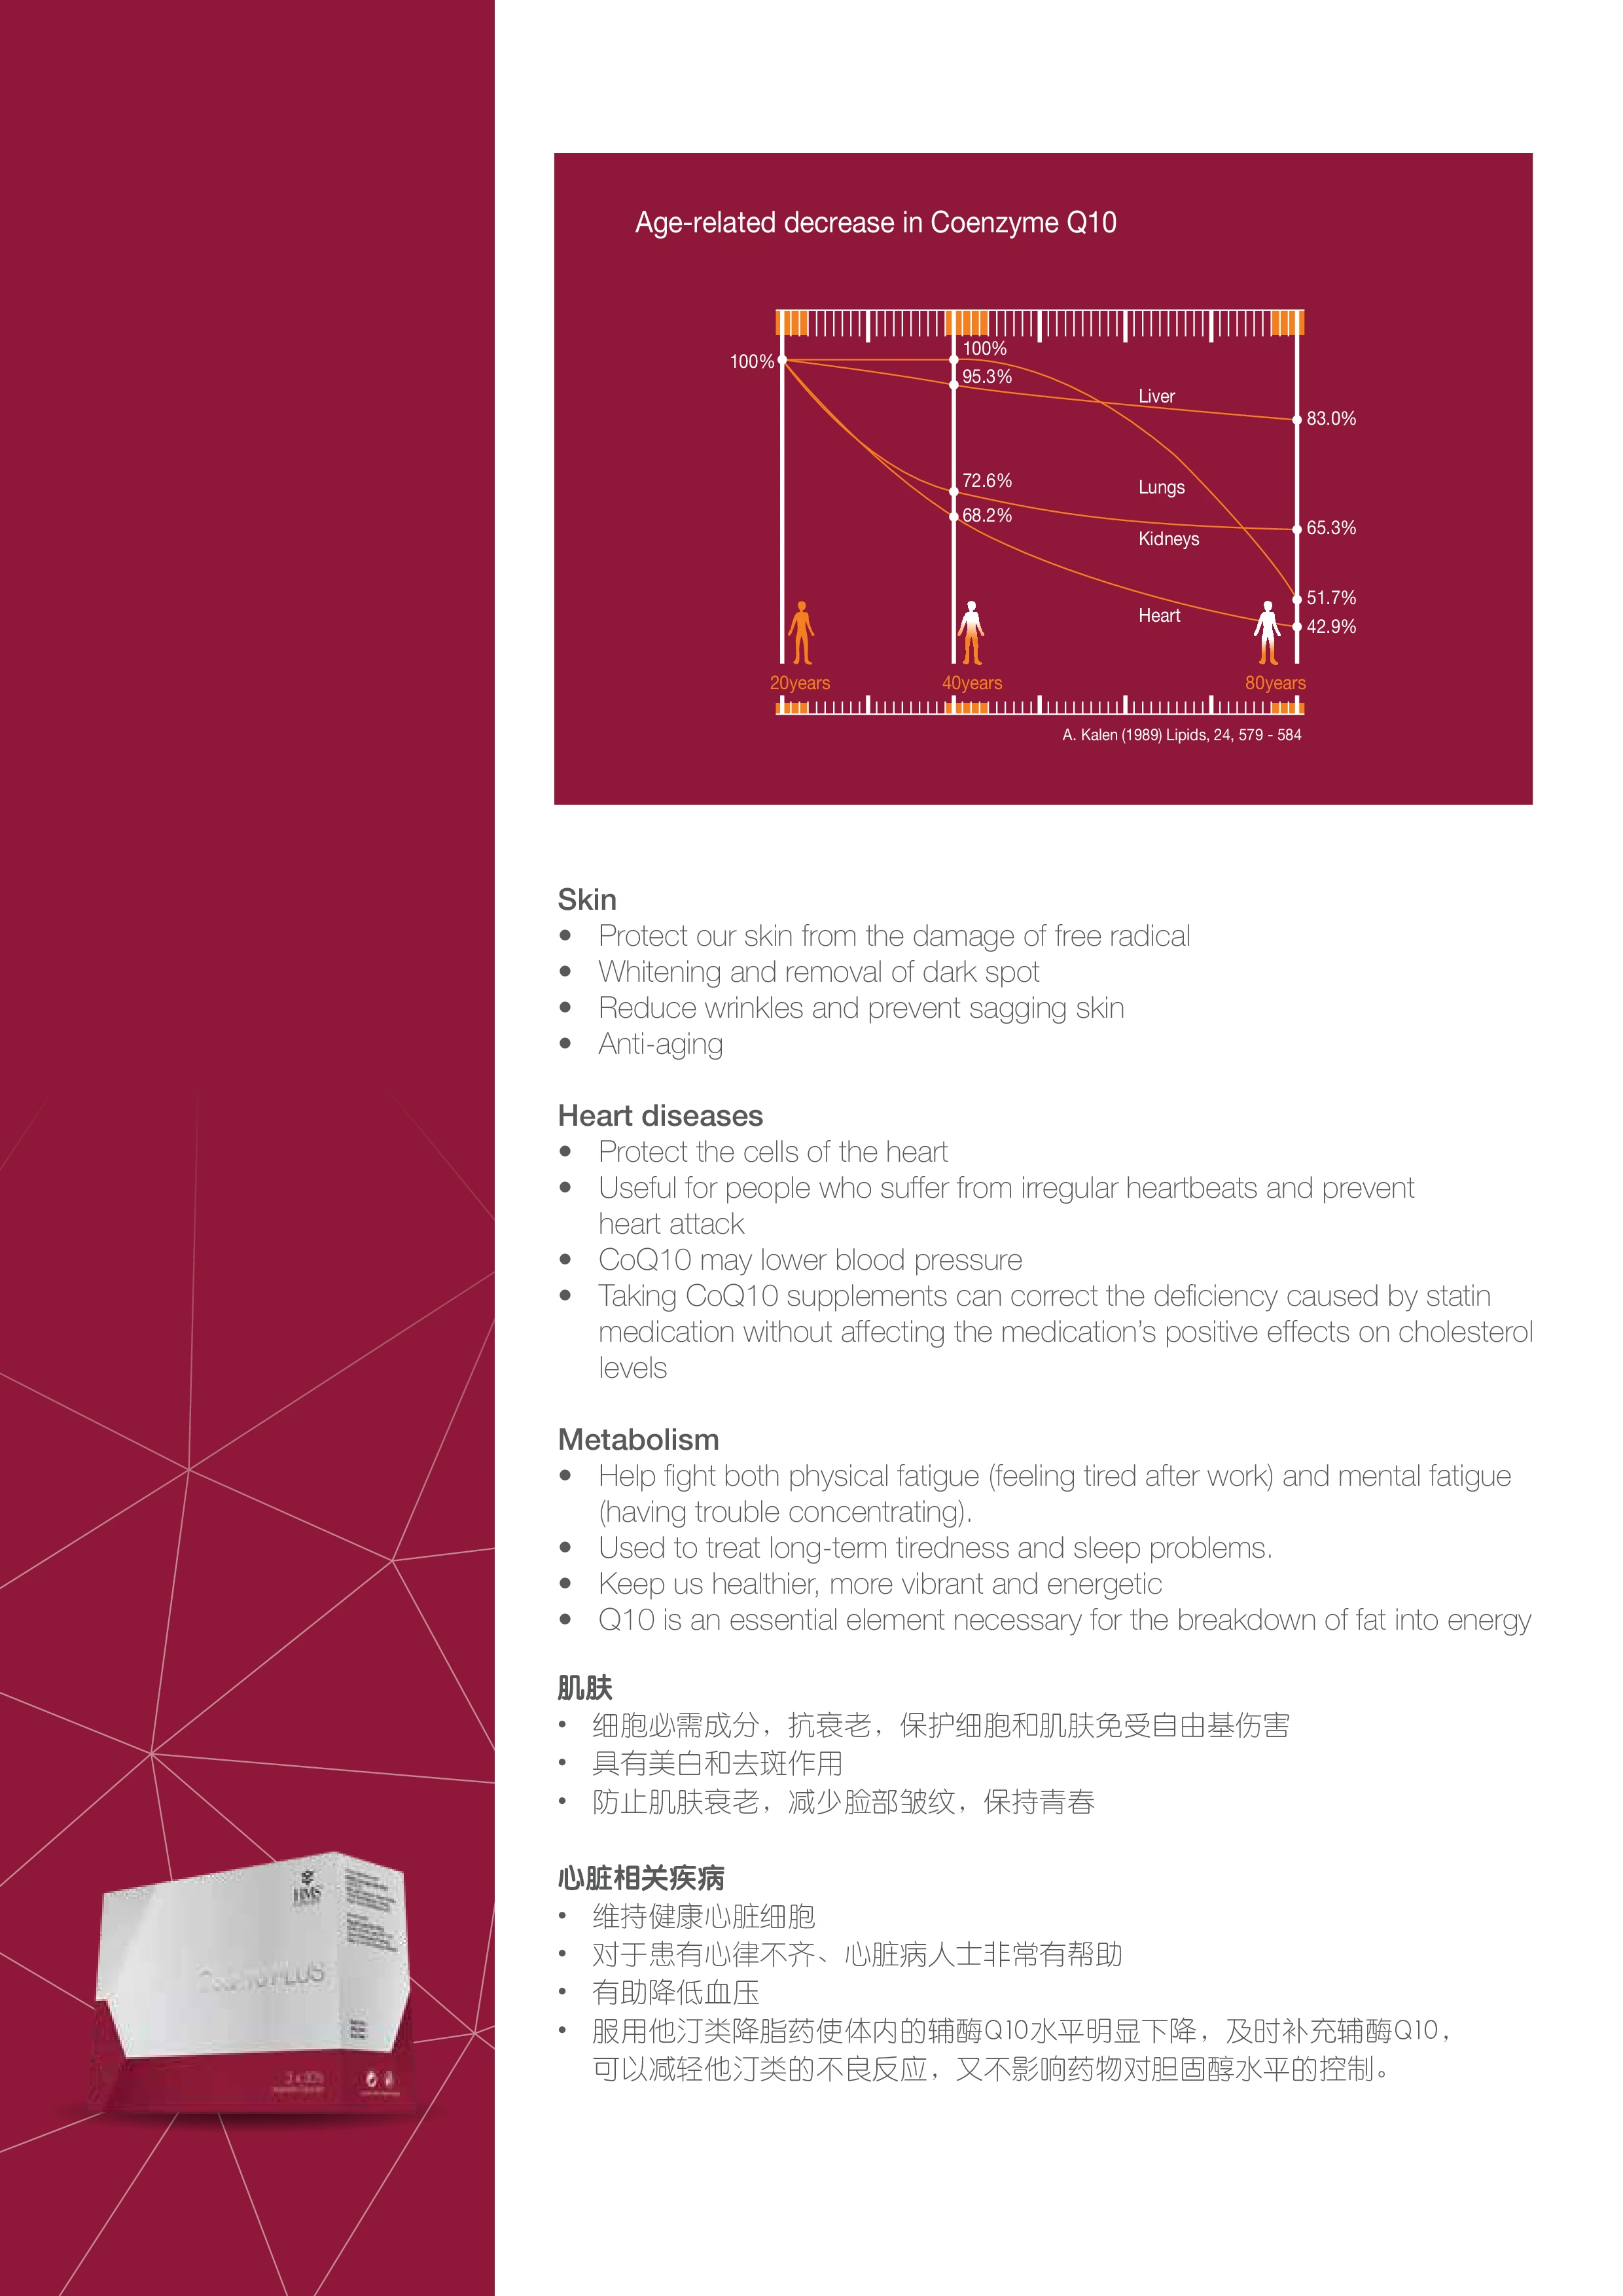 Age-related decrease in Coenzyme Q10
100%
100%
95.3%
Liver
83.0%
72.6%
Lungs
68.2%
65.3%
Kidneys
51.7%
Heart
42.9%
20years
40years
80years
A. Kalen (1989) Lipids, 24, 579 - 584
Skin
• Protect our skin from the damage of free radical
• Whitening and removal of dark spot
• Reduce wrinkles and prevent sagging skin
• Anti-aging
Heart diseases
• Protect the cells of the heart
• Useful for people who suffer from irregular heartbeats and prevent
heart attack
• CoQ10 may lower blood pressure
• Taking CoQ10 supplements can correct the deficiency caused by statin
medication without affecting the medication’s positive effects on cholesterol
levels
Metabolism
• Help fight both physical fatigue (feeling tired after work) and mental fatigue
(having trouble concentrating).
• Used to treat long-term tiredness and sleep problems.
• Keep us healthier, more vibrant and energetic
• Q10 is an essential element necessary for the breakdown of fat into energy
肌肤
• 细胞必需成分，抗衰老，保护细胞和肌肤免受自由基伤害
• 具有美白和去斑作用
• 防止肌肤衰老，减少脸部皱纹，保持青春
心脏相关疾病
• 维持健康心脏细胞
• 对于患有心律不齐、心脏病人士非常有帮助
• 有助降低血压
• 服用他汀类降脂药使体内的辅酶Q10水平明显下降，及时补充辅酶Q10，
可以减轻他汀类的不良反应，又不影响药物对胆固醇水平的控制。
HMS
PLUS